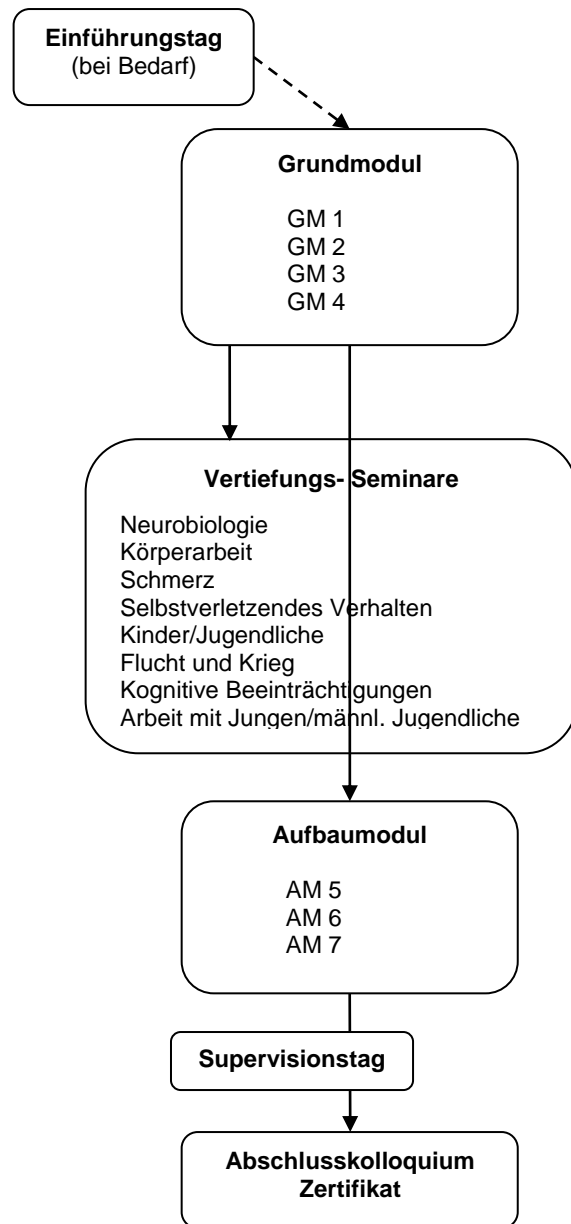 Einführungstag
(bei Bedarf)
Grundmodul
GM 1
GM 2
GM 3
GM 4
Vertiefungs- Seminare
Neurobiologie
Körperarbeit
Schmerz
Selbstverletzendes Verhalten
Kinder/Jugendliche
Flucht und Krieg
Kognitive Beeinträchtigungen
Arbeit mit Jungen/männl. Jugendliche
Aufbaumodul
AM 5
AM 6
AM 7
Supervisionstag
Abschlusskolloquium
Zertifikat